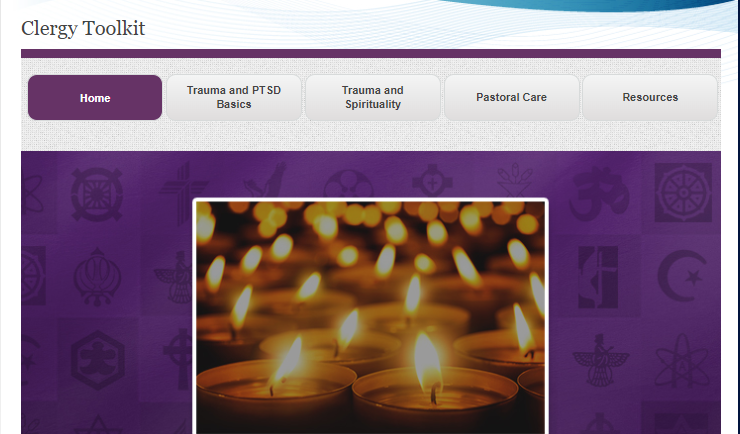 Clergy Toolkit
Home
Trauma and PTSD
Basics
Trauma and
Spirituality
Pastoral Care
Resources